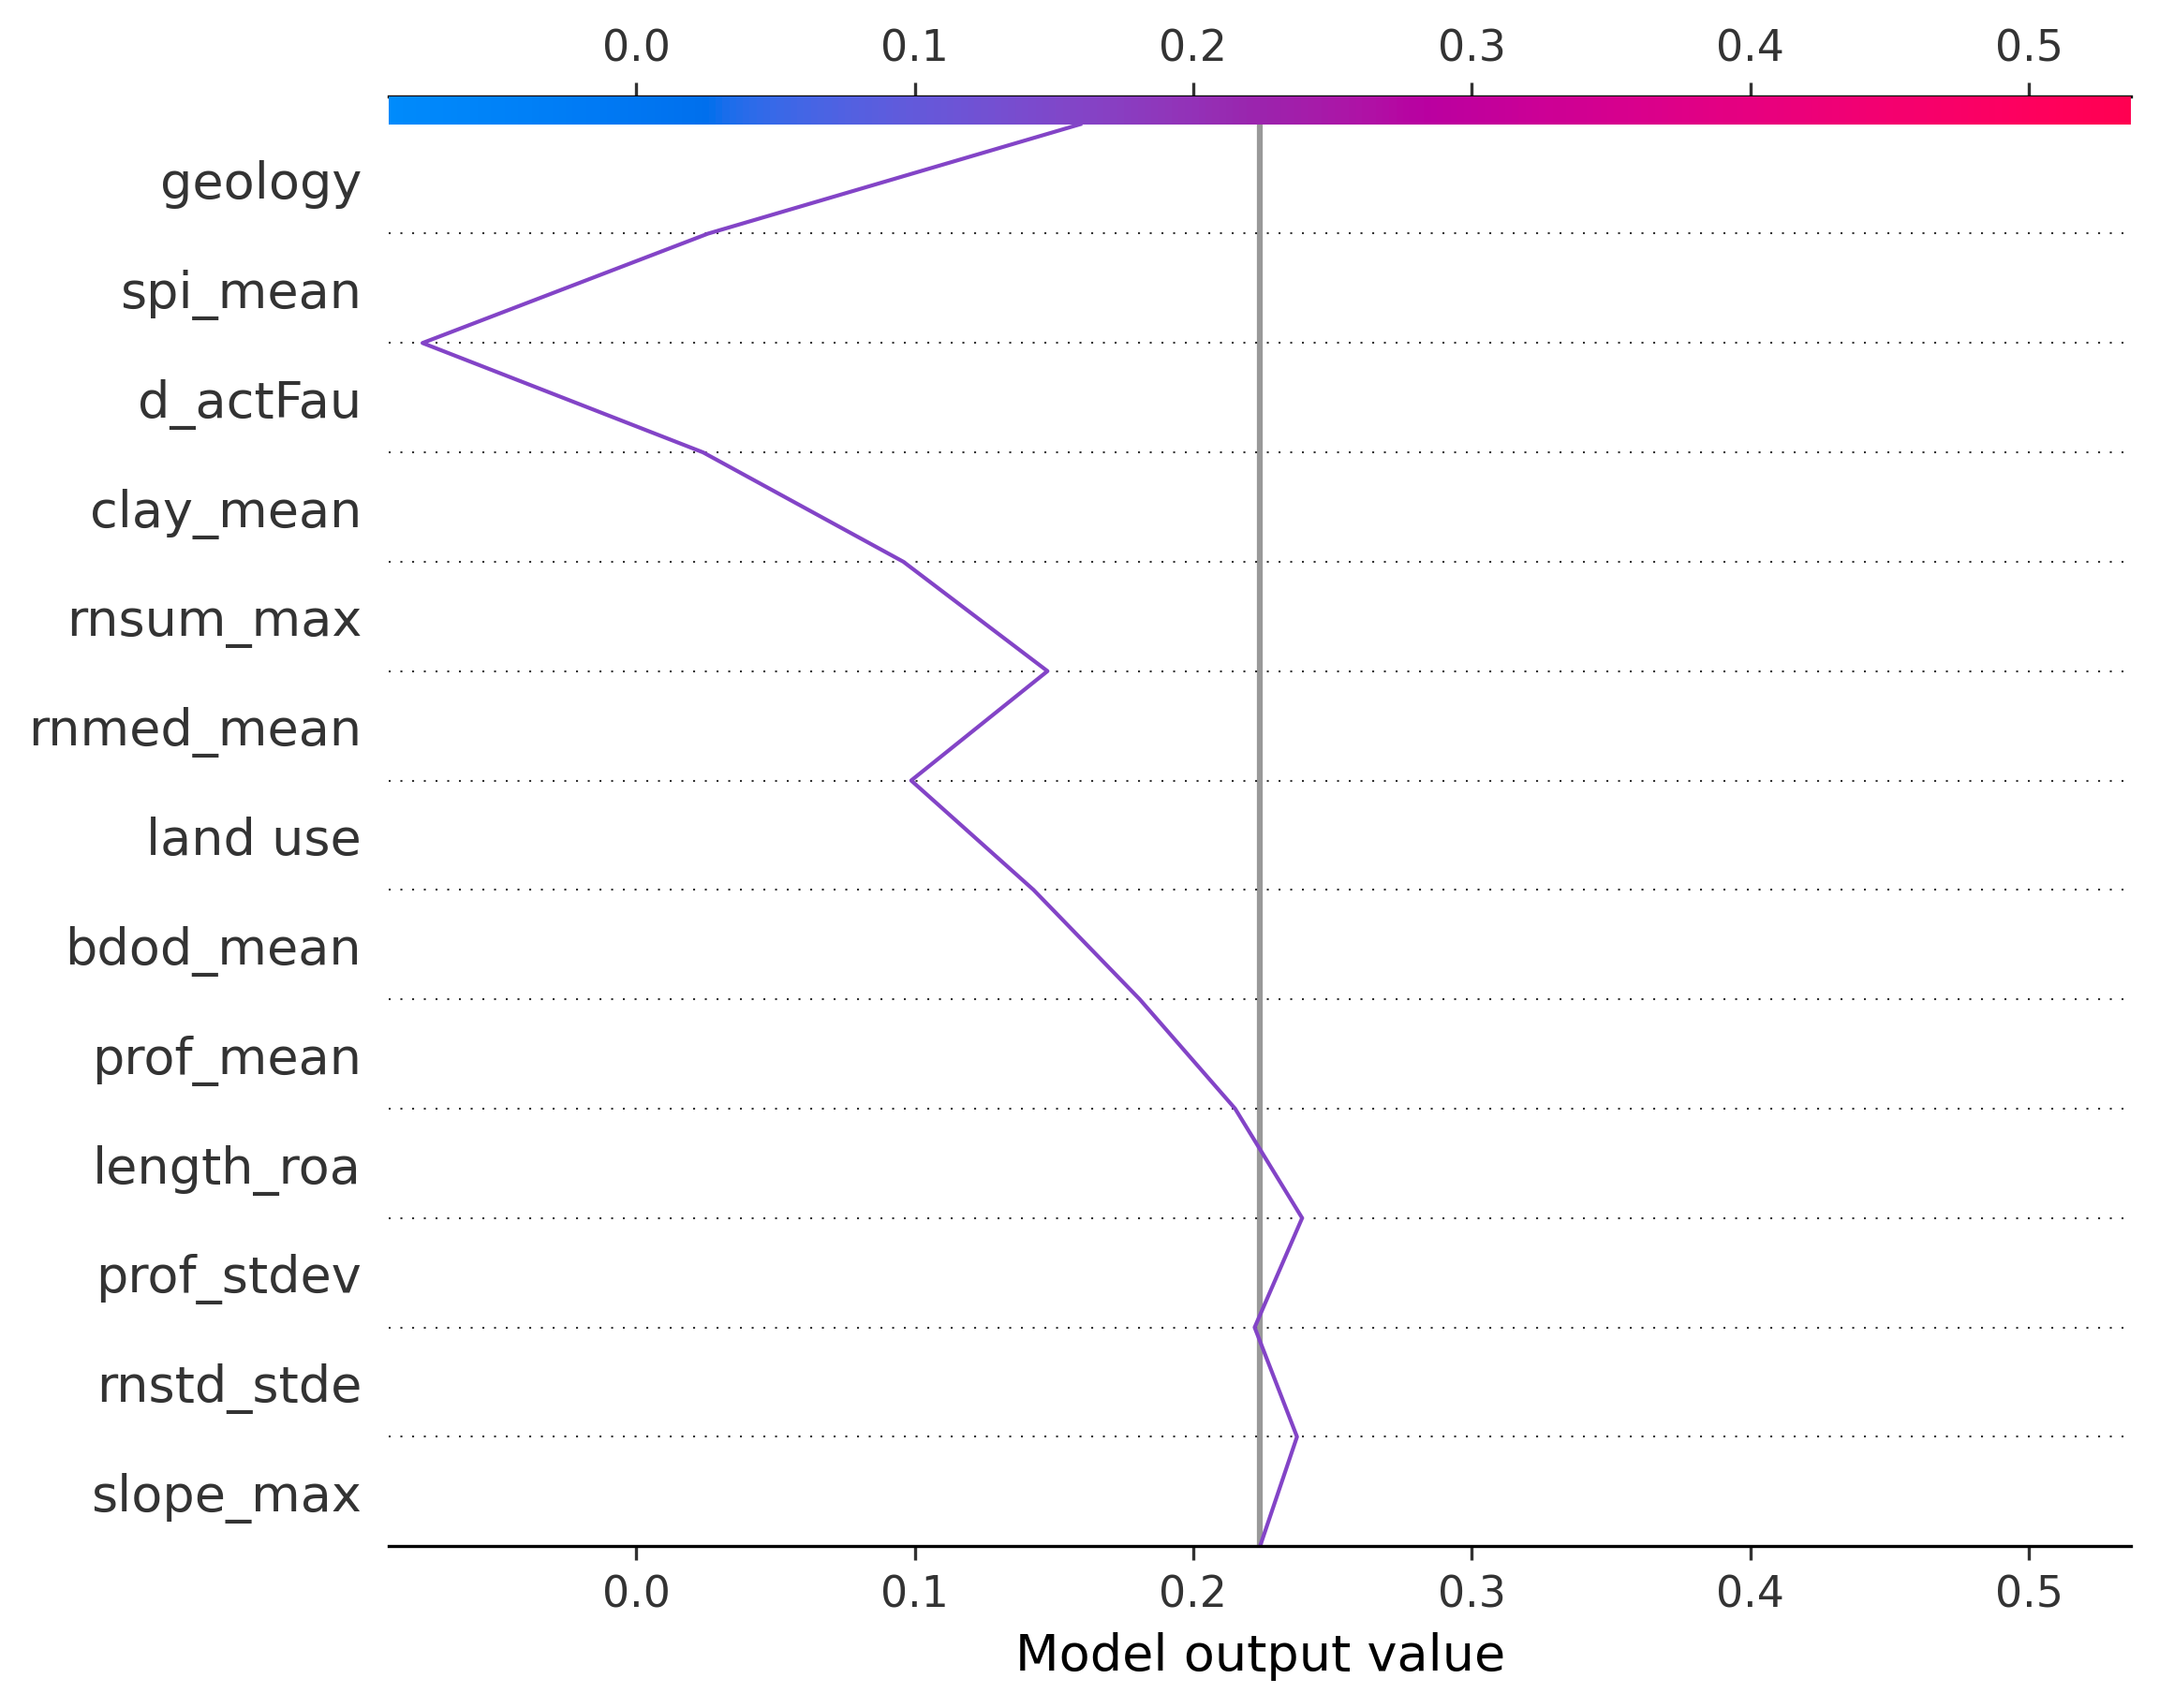 0.0 0.1 0.2 0.3 0.4 0.5
geology
spi_mean
d_actFau
clay_mean
rnsum_max
rnmed_mean
land use
bdod_mean
prof_mean
length_roa
prof_stdev
rnstd_stde
slope_max
0.0 0.1 0.2 0.3 0.4 0.5
Model output value